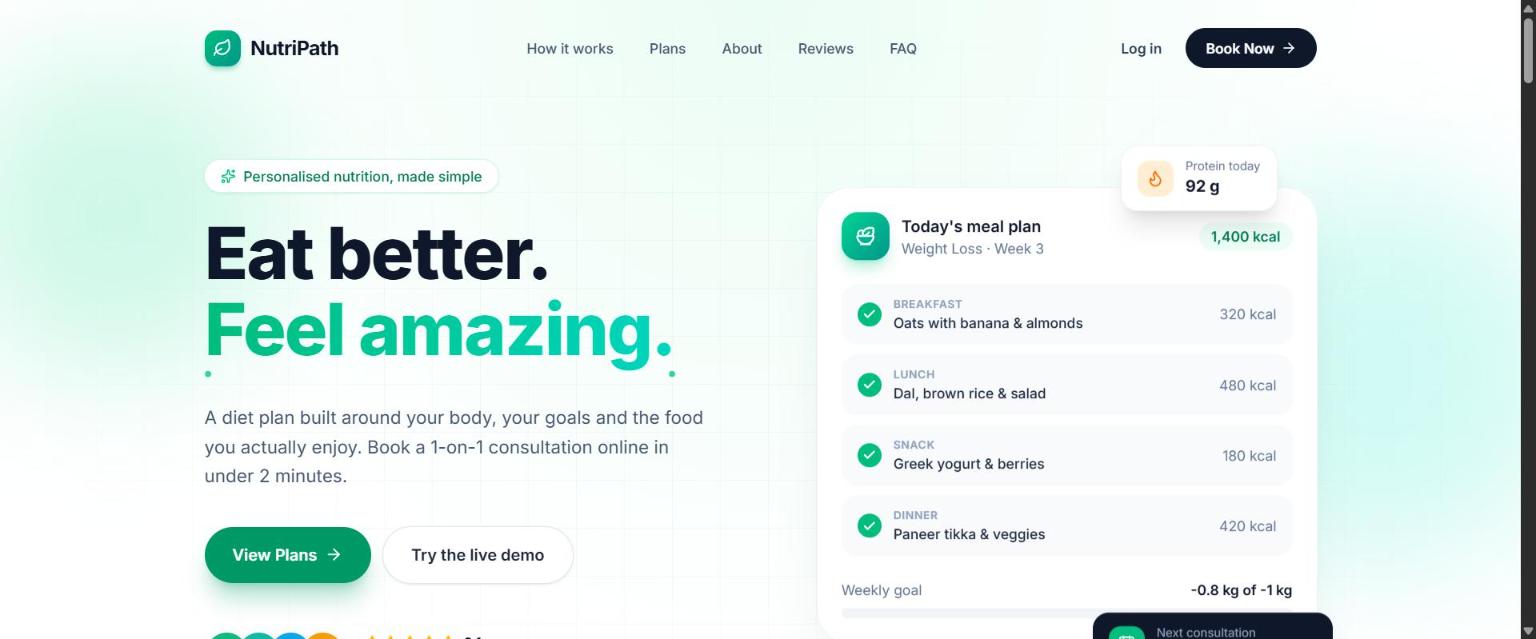 NutriPath
How it works
Plans
About
Reviews
FAQ
Log in
Book Now
Personalised nutrition, made simple
Eat better.
Feel amazing.
A diet plan built around your body, your goals and the food
you actually enjoy. Book a 1-on-1 consultation online in
under 2 minutes.
View Plans
Try the live demo
Protein today
92 g
Today's meal plan
Weight Loss · Week 3
1,400 kcal
BREAKFAST
Oats with banana & almonds
320 kcal
LUNCH
Dal, brown rice & salad
480 kcal
SNACK
Greek yogurt & berries
180 kcal
DINNER
Paneer tikka & veggies
420 kcal
Weekly goal
-0.8 kg of -1 kg
Next consultation